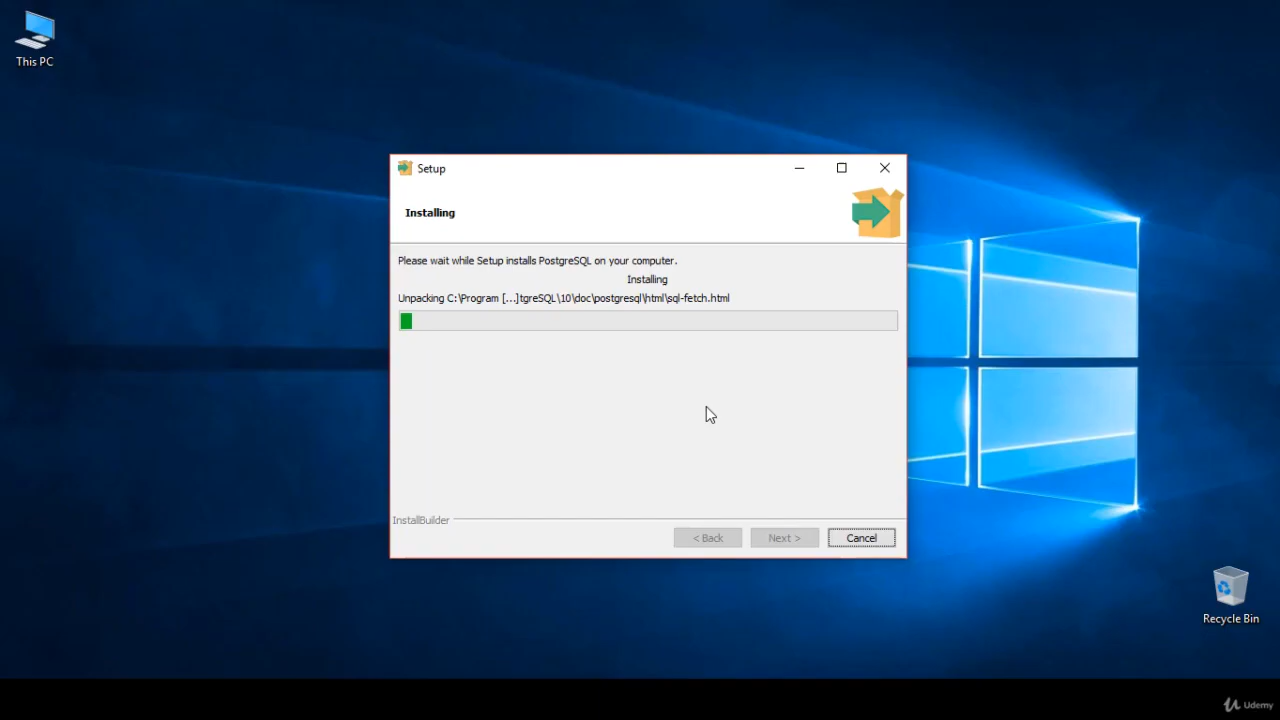 This PC
Setup
Installing
Please wait while Setup installs PostgreSQL on your computer.
Installing
Unpacking C:\Program [...]tgreSQL\10\doc\postgresql\html\sql-fetch.html
InstallBuilder
< Back
Next >
Cancel
Recycle Bin
Udemy